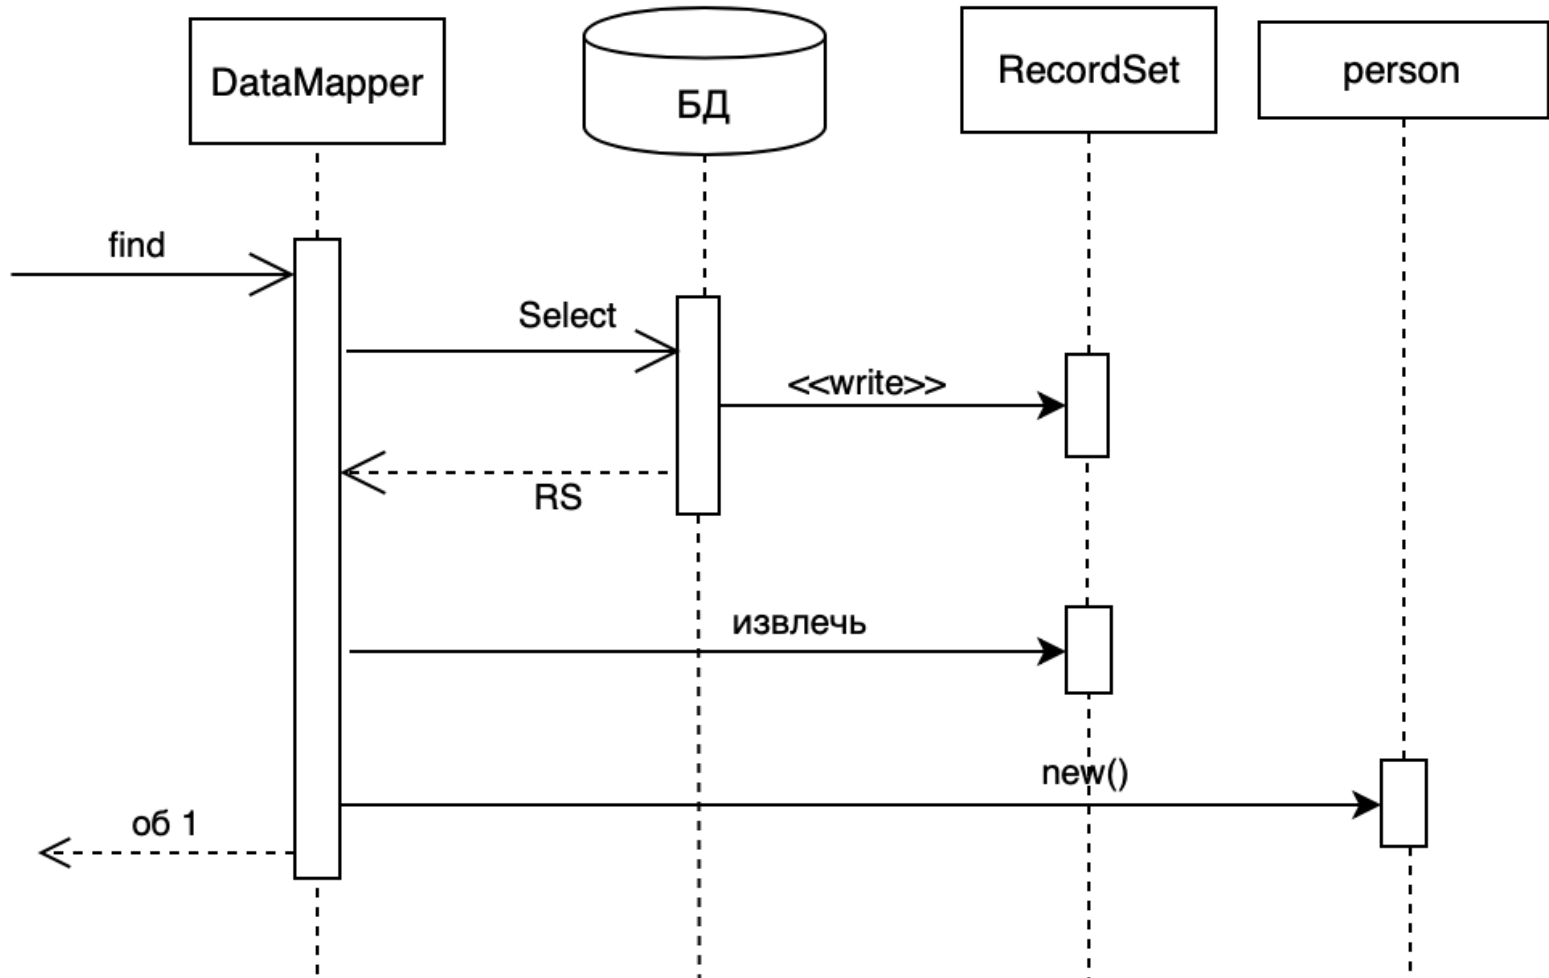 DataMapper
БД
RecordSet
person
find
Select
<<write>>
RS
извлечь
new()
об 1